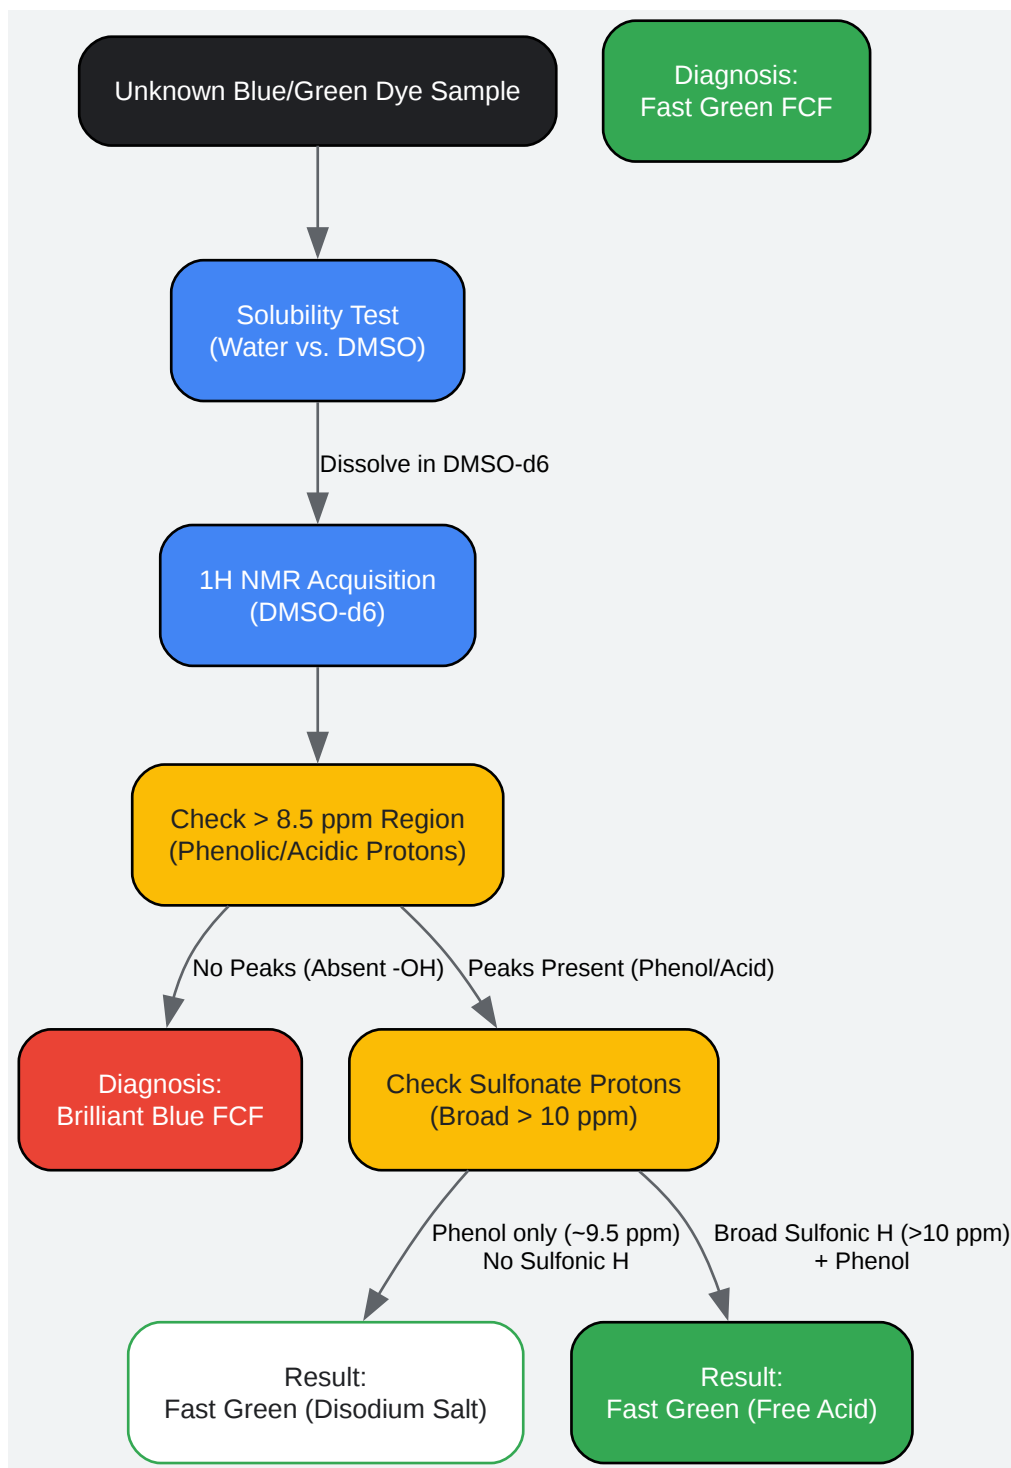 Unknown Blue/Green Dye Sample
Diagnosis:
Fast Green FCF
Solubility Test
(Water vs. DMSO)
Dissolve in DMSO-d6
1H NMR Acquisition
(DMSO-d6)
Check > 8.5 ppm Region
(Phenolic/Acidic Protons)
No Peaks (Absent -OH)
Peaks Present (Phenol/Acid)
Diagnosis:
Brilliant Blue FCF
Check Sulfonate Protons
(Broad > 10 ppm)
Phenol only (~9.5 ppm)
No Sulfonic H
Broad Sulfonic H (>10 ppm)
+ Phenol
Result:
Fast Green (Disodium Salt)
Result:
Fast Green (Free Acid)